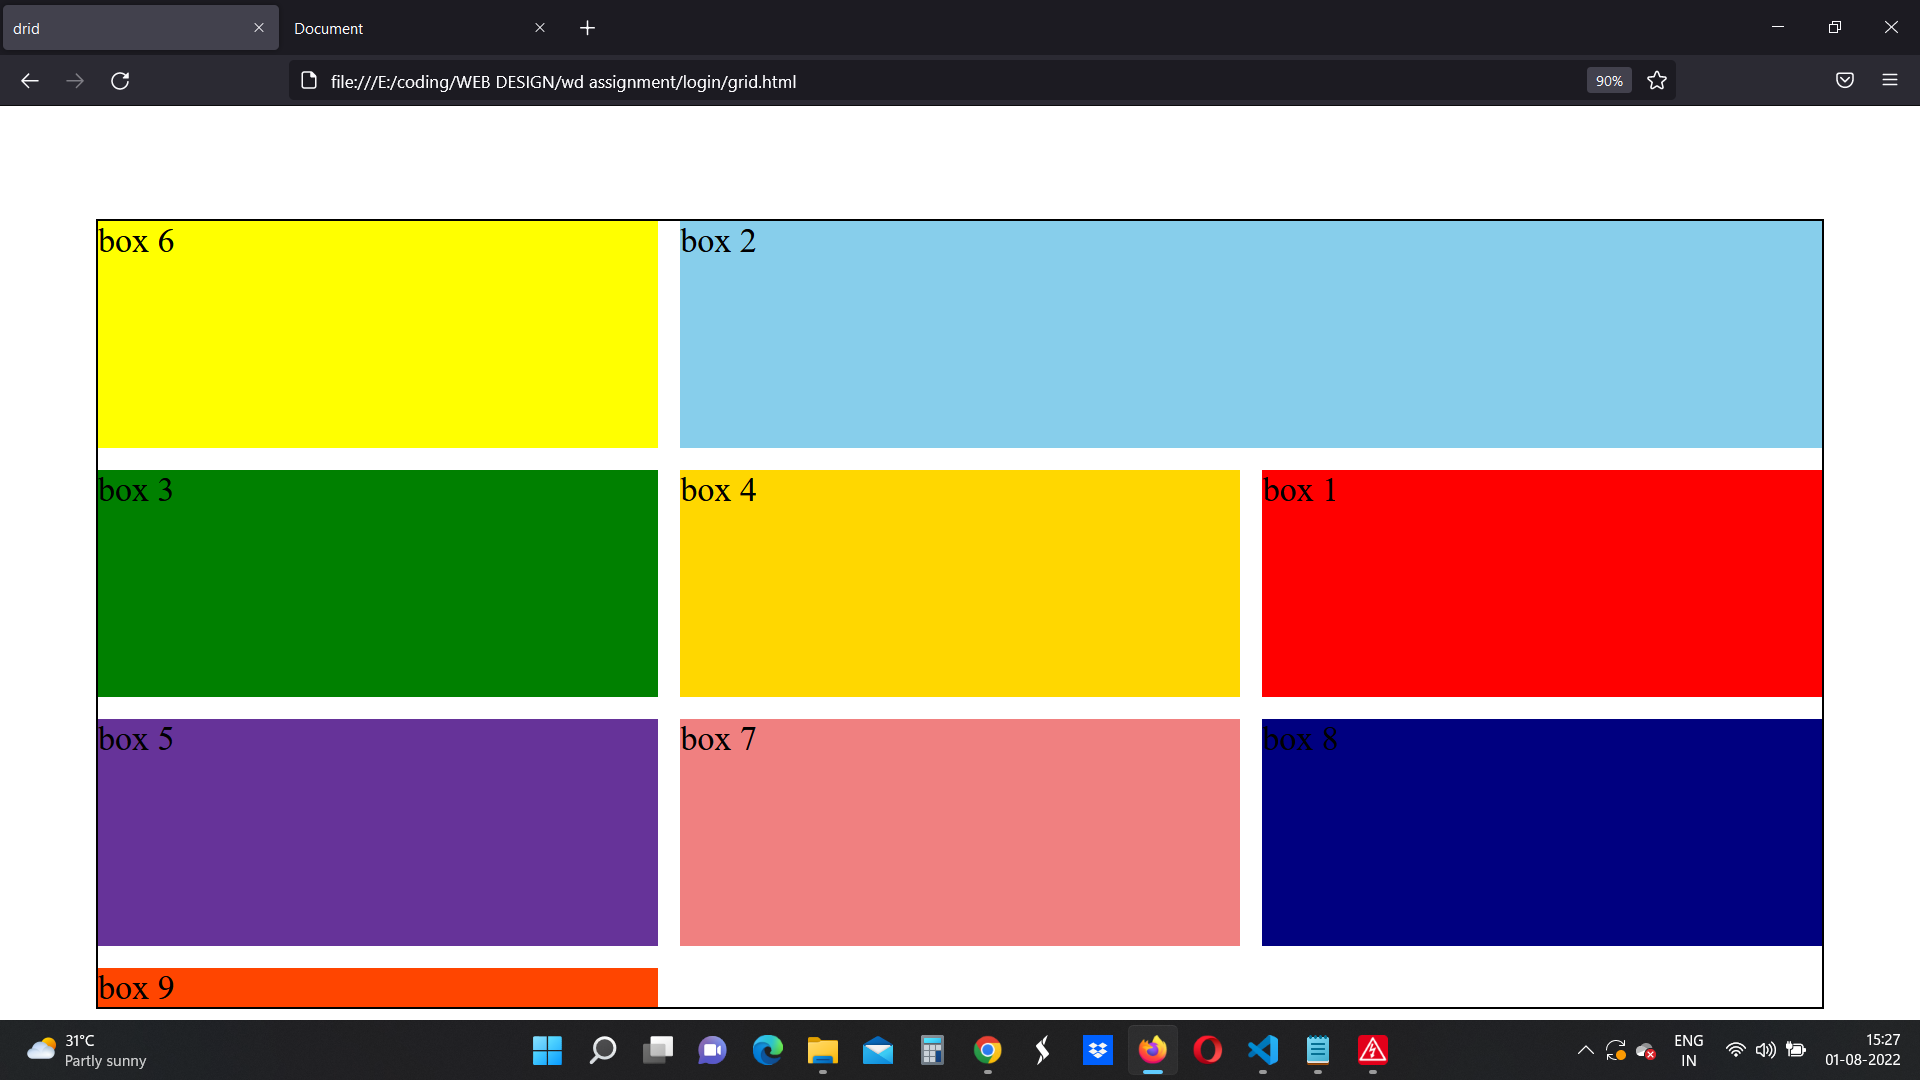 drid
Document
file:///E:/coding/WEB DESIGN/wd assignment/login/grid.html
90%
box 6
box 2
box 3
box 4
box 1
box 5
box 7
box 8
box 9
31°C
Partly sunny
ENG
IN
15:27
01-08-2022